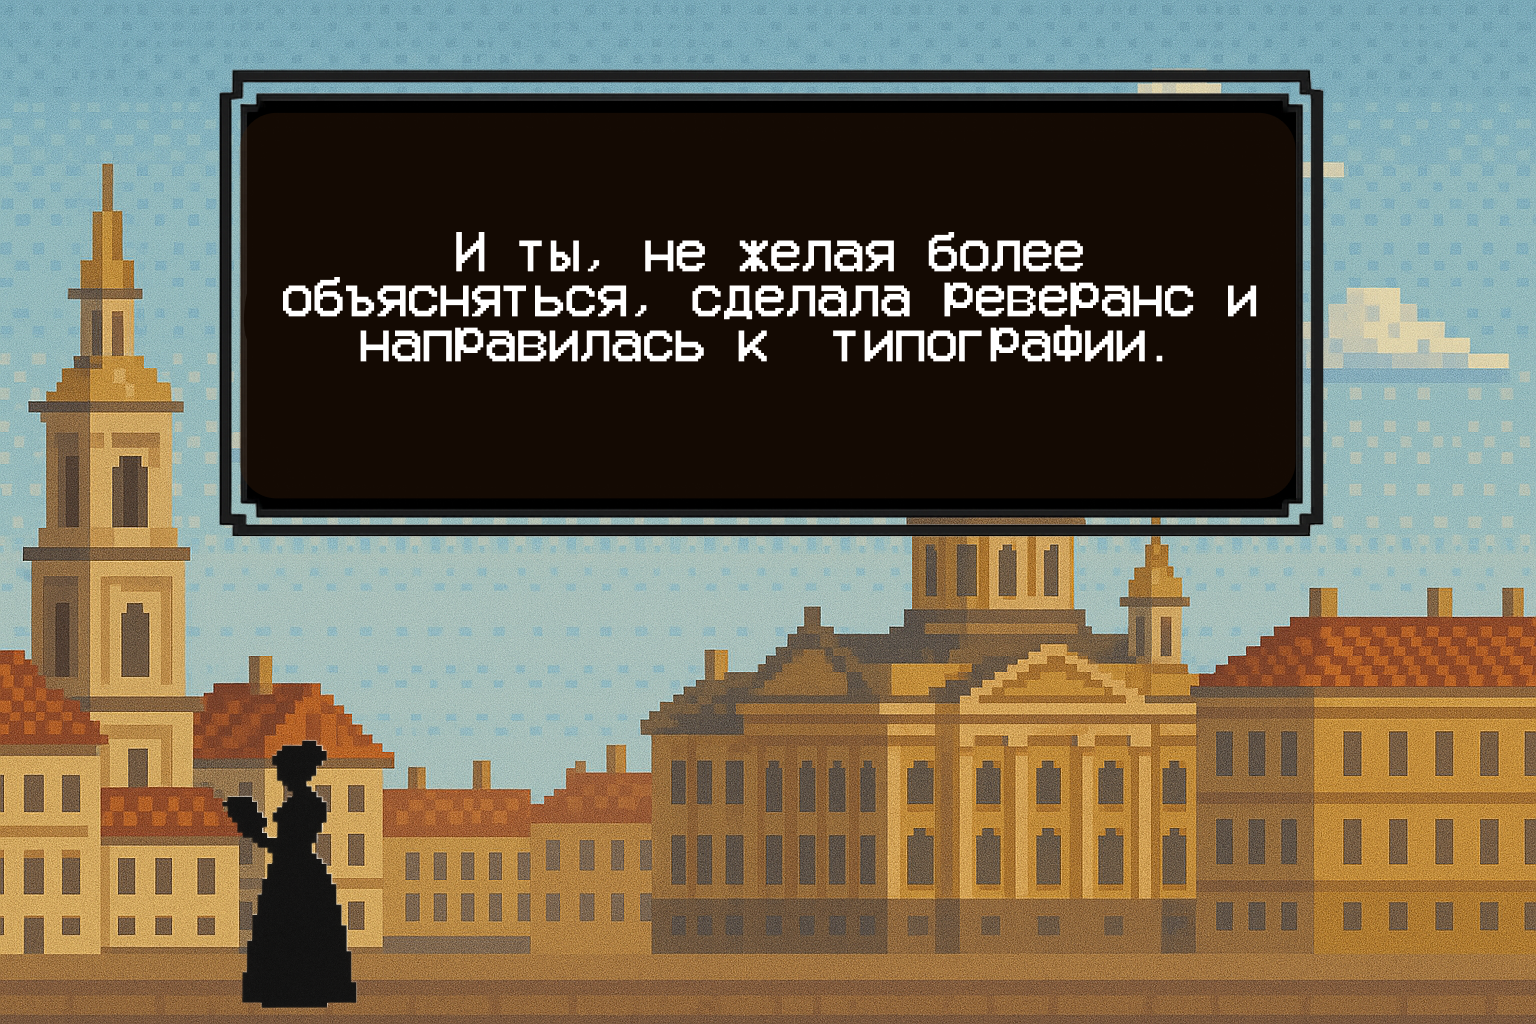 И ты, не желая более
объясняться, сделала реверанс и
направилась к типографии.